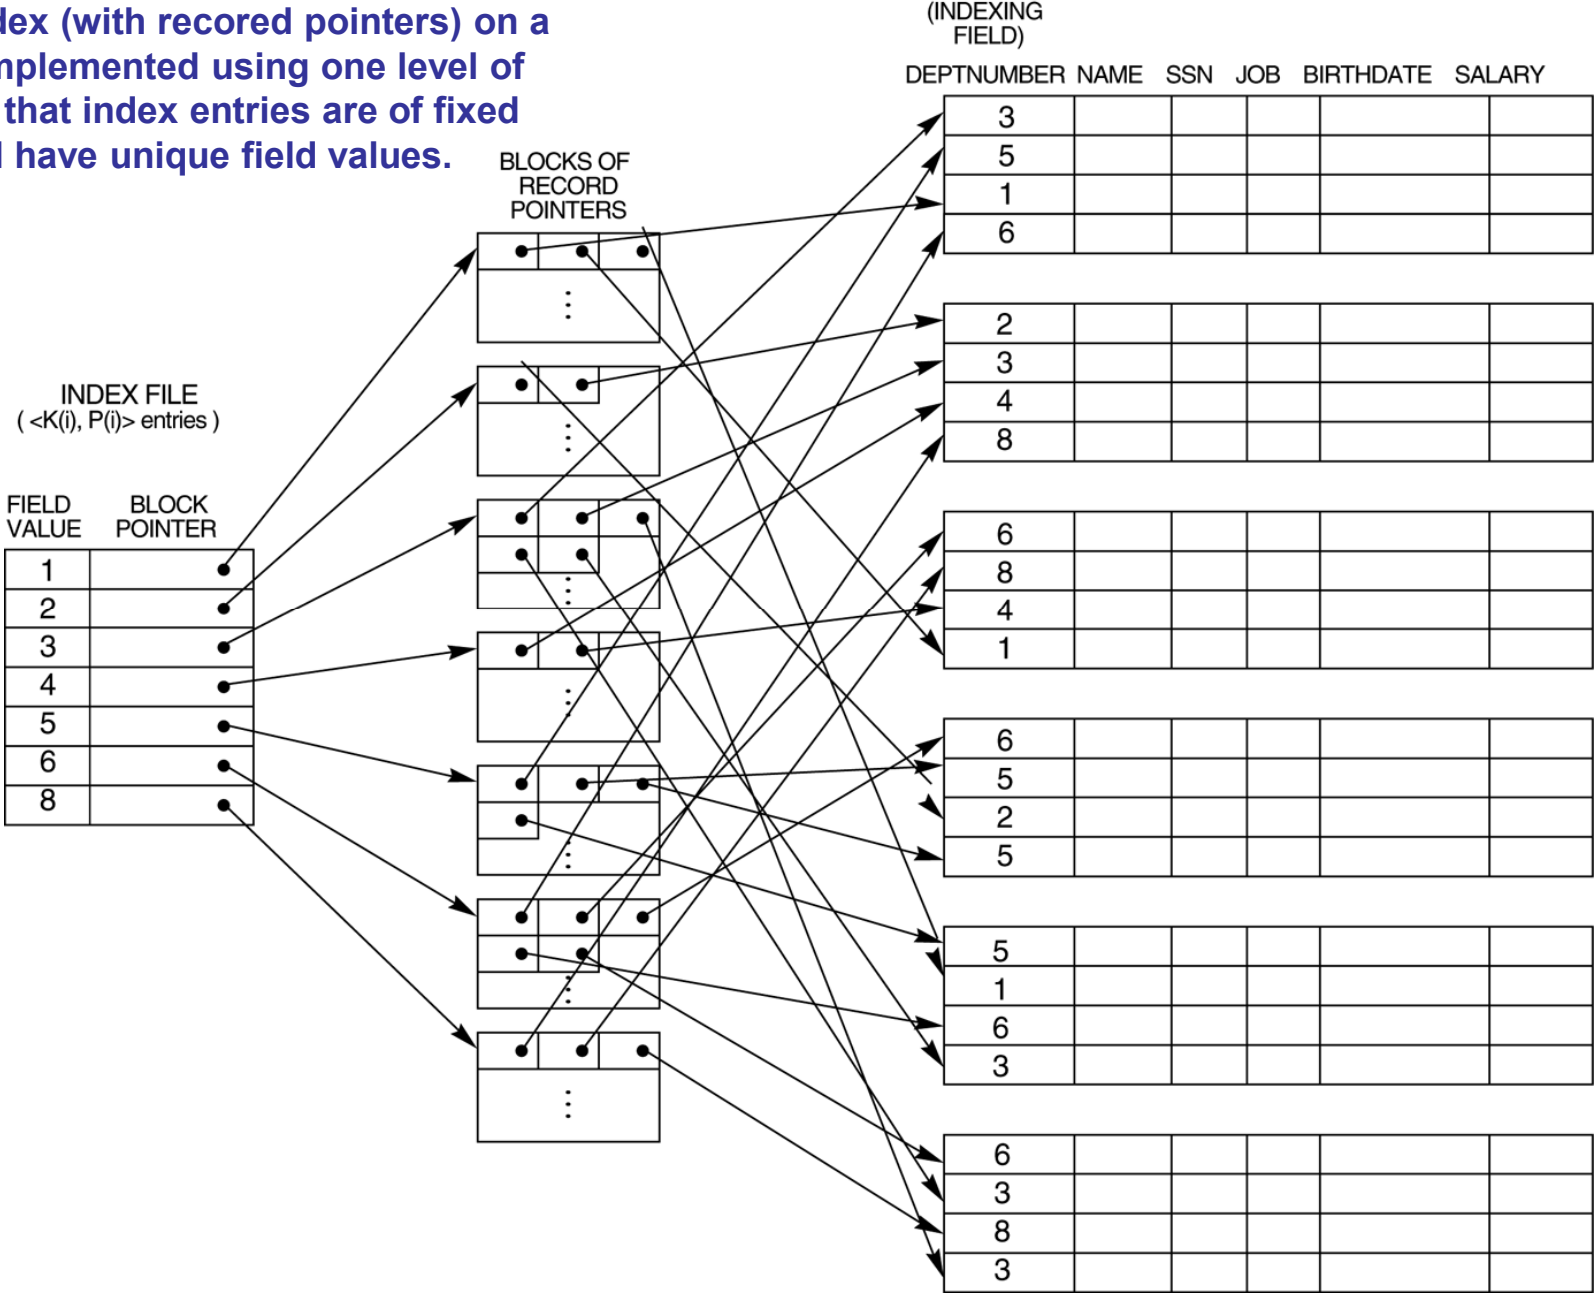 dex (with recored pointers) on a
mplemented using one level of
that index entries are of fixed
have unique field values.
(INDEXING
FIELD)
DEPTNUMBER NAME SSN JOB BIRTHDATE SALARY
3
5
1
6
2
3
4
8
6
8
4
1
6
5
2
5
5
1
6
3
6
3
8
3
BLOCKS OF
RECORD
POINTERS
INDEX FILE
( <K(i), P(i)> entries )
FIELD BLOCK
VALUE POINTER
1
2
3
4
5
6
8